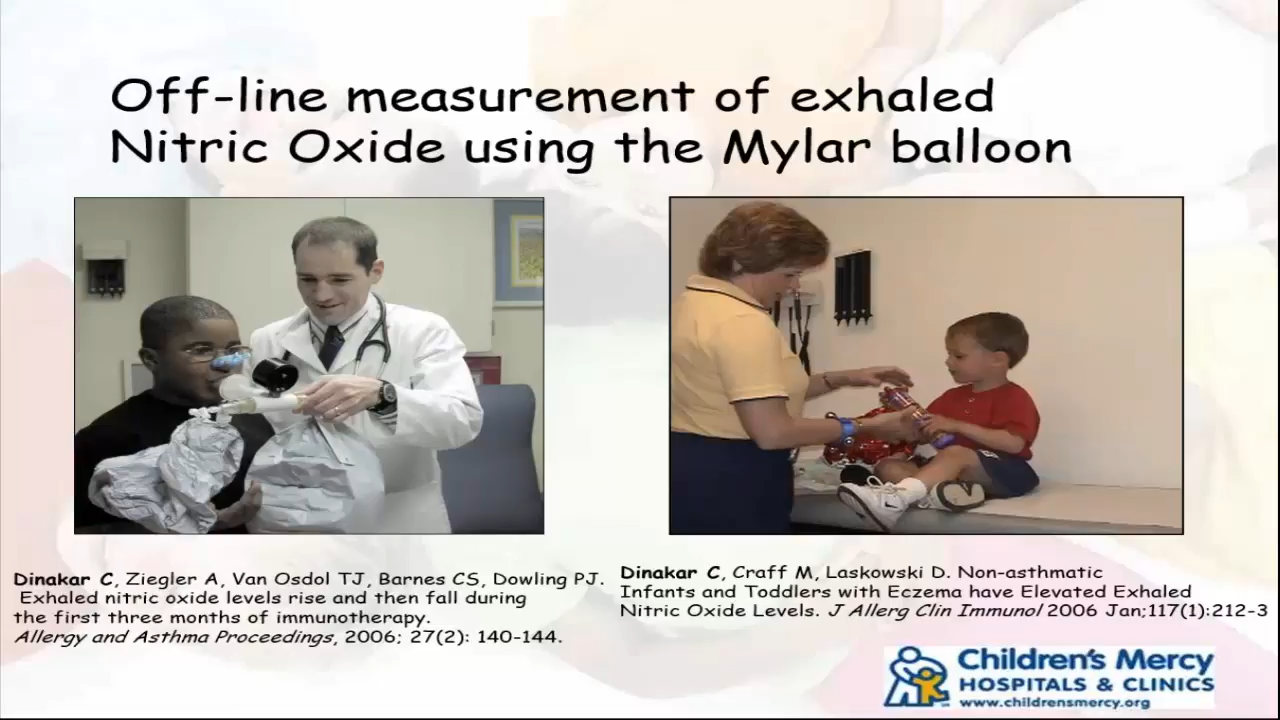 Off-line measurement of exhaled
Nitric Oxide using the Mylar balloon
Dinakar C, Ziegler A, Van Osdol TJ, Barnes CS, Dowling PJ.
Exhaled nitric oxide levels rise and then fall during
the first three months of immunotherapy.
Allergy and Asthma Proceedings, 2006; 27(2): 140-144.
Dinakar C, Craff M, Laskowski D. Non-asthmatic
Infants and Toddlers with Eczema have Elevated Exhaled
Nitric Oxide Levels. J Allerg Clin Immunol 2006 Jan;117(1):212-3
Children's Mercy
HOSPITALS & CLINICS
www.childrensmercy.org